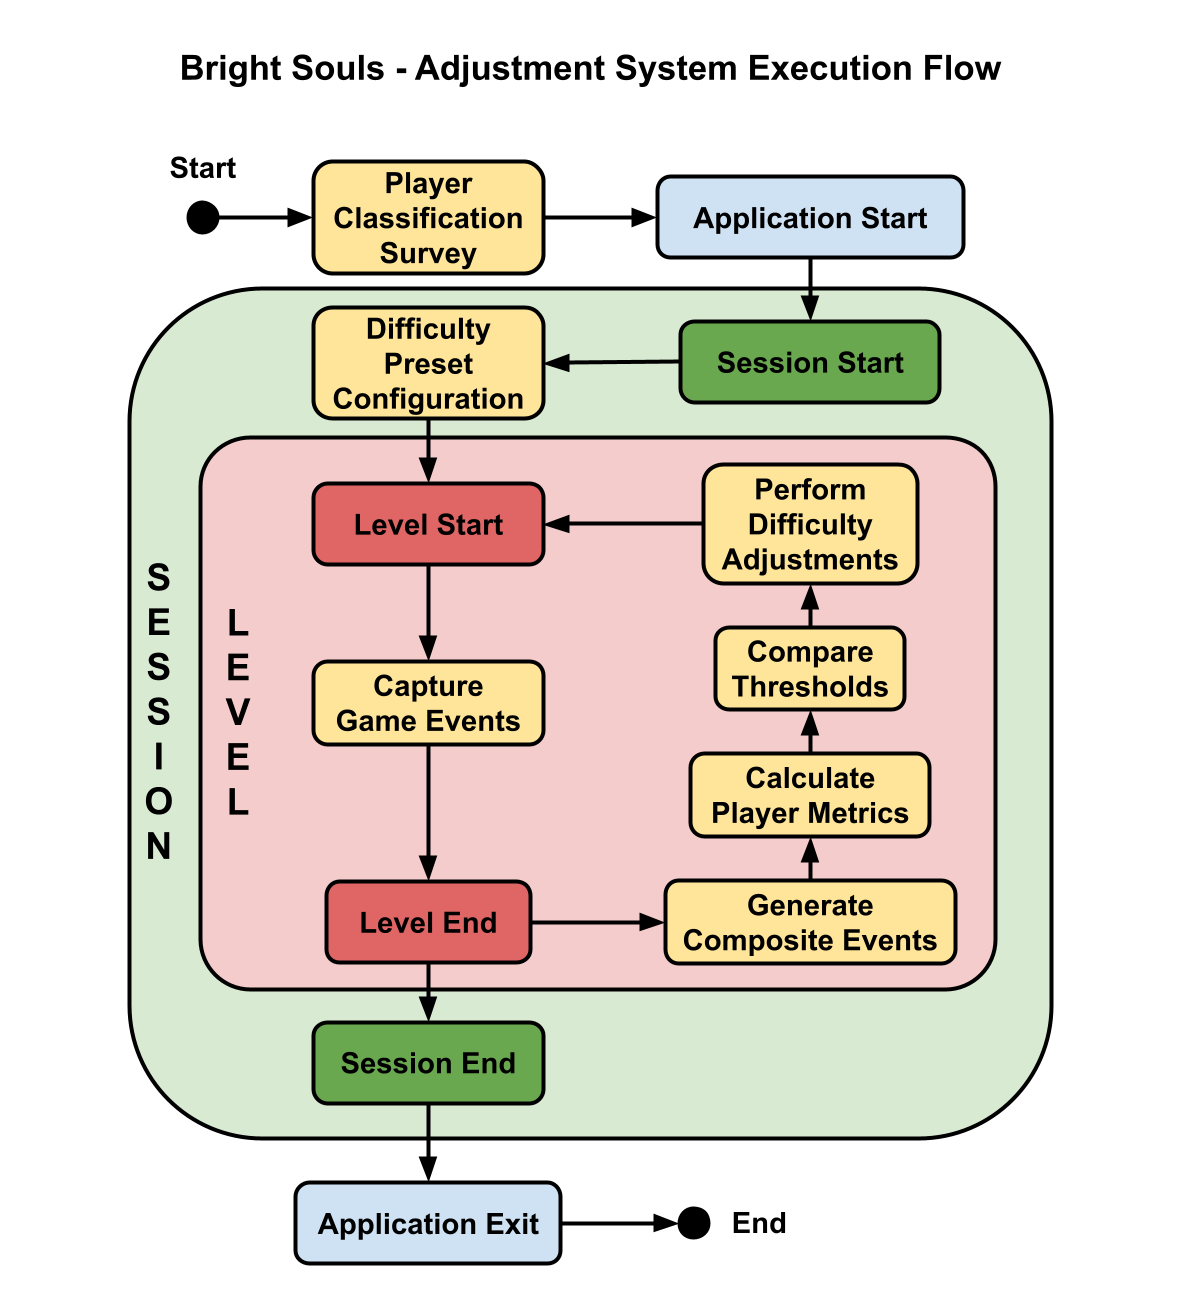 Bright Souls - Adjustment System Execution Flow
Start
Player
Classification
Survey
Application Start
Difficulty
Preset
Configuration
Session Start
SESSION
LEVEL
Level Start
Perform
Difficulty
Adjustments
Compare
Thresholds
Capture
Game Events
Calculate
Player Metrics
Level End
Generate
Composite Events
Session End
Application Exit
End